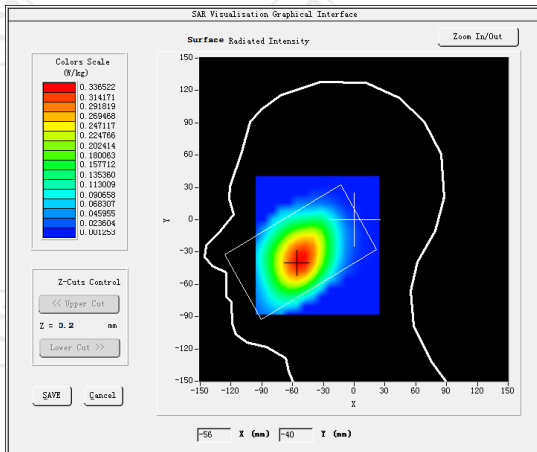 SAR Visualisation Graphical Interface
Surface Radiated Intensity
Zoom In/Out
Colors Scale
(W/kg)
0.336522
0.314171
0.291819
0.269468
0.247117
0.224766
0.202414
0.180063
0.157712
0.135360
0.113009
0.090658
0.068307
0.045955
0.023604
0.001253
Z-Cuts Control
<< Upper Cut
Z = 0.2 mm
Lower Cut >>
SAVE Cancel
150
120
90
60
30
0
-30
-60
-90
-120
-150
Y
-150 -120 -90 -60 -30 0 30 60 90 120 150
X
-56 X (mm) -40 Y (mm)